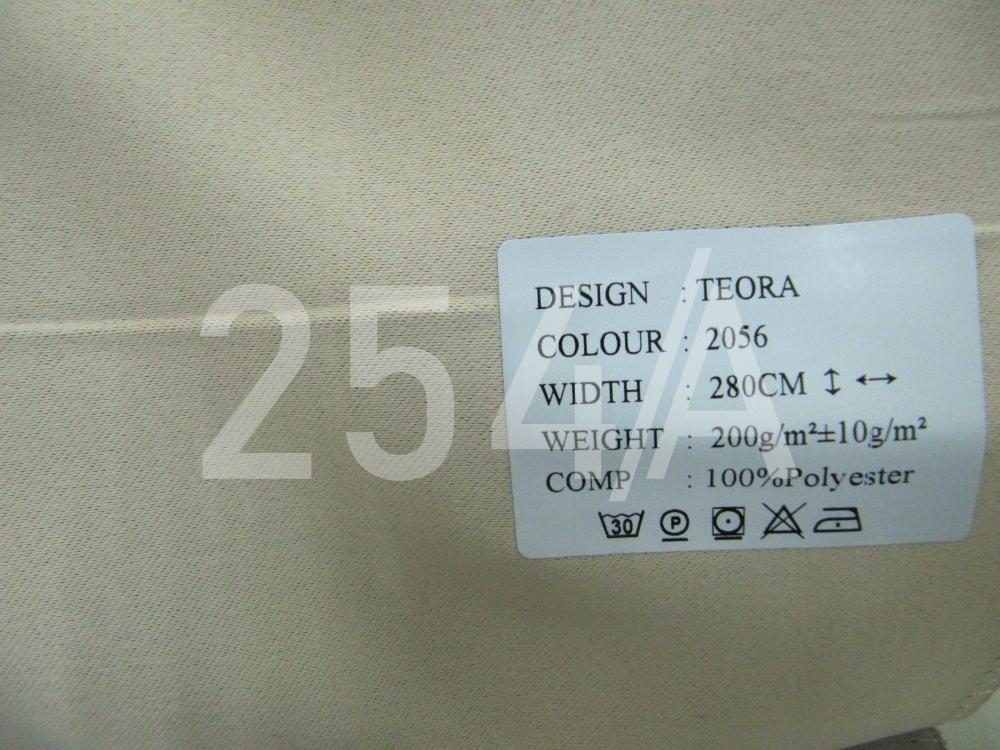 DESIGN : TEORA
COLOUR : 2056
WIDTH : 280CM ↕ ↔
WEIGHT : 200g/m²±10g/m²
COMP : 100%Polyester
30 P
254/A